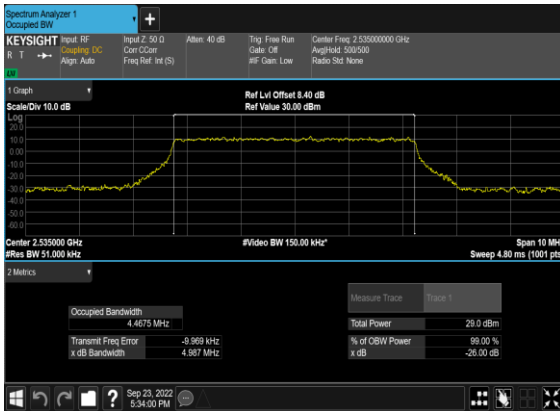 Spectrum Analyzer 1
Occupied BW
+
KEYSIGHT
R T
LXI
Input: RF
Coupling: DC
Align: Auto
Input Z: 50 Ω
Corr CCorr
Freq Ref: Int (S)
Atten: 40 dB
Trig: Free Run
Gate: Off
#IF Gain: Low
Center Freq: 2.535000000 GHz
Avg|Hold: 500/500
Radio Std: None
1 Graph
Scale/Div 10.0 dB
Ref Lvl Offset 8.40 dB
Ref Value 30.00 dBm
Log
20.0
10.0
0.00
-10.0
-20.0
-30.0
-40.0
-50.0
-60.0
Center 2.535000 GHz
#Res BW 51.000 kHz
#Video BW 150.00 kHz*
Span 10 MH
Sweep 4.80 ms (1001 pts
2 Metrics
Measure Trace
Trace 1
Occupied Bandwidth
4.4675 MHz
Total Power
29.0 dBm
Transmit Freq Error
-9.969 kHz
% of OBW Power
99.00 %
x dB Bandwidth
4.987 MHz
x dB
-26.00 dB
?
Sep 23, 2022
5:34:00 PM